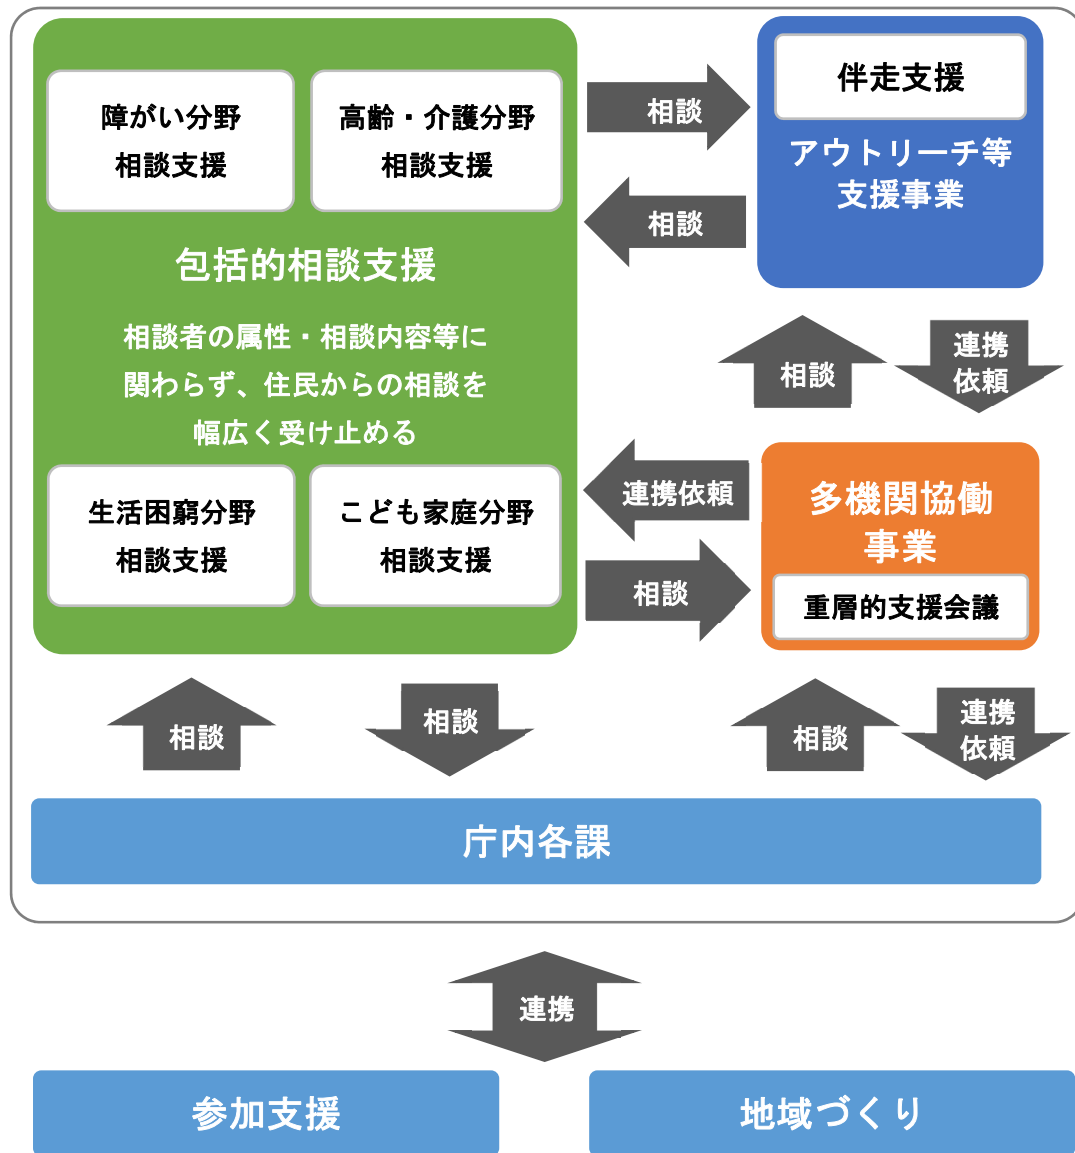 障がい分野
相談支援
高齢・介護分野
相談支援
包括的相談支援
相談者の属性・相談内容等に
関わらず、住民からの相談を
幅広く受け止める
生活困窮分野
相談支援
こども家庭分野
相談支援
相談
相談
伴走支援
アウトリーチ等
支援事業
相談
連携
依頼
連携依頼
相談
多機関協働
事業
重層的支援会議
相談
相談
相談
連携
依頼
庁内各課
連携
参加支援
地域づくり